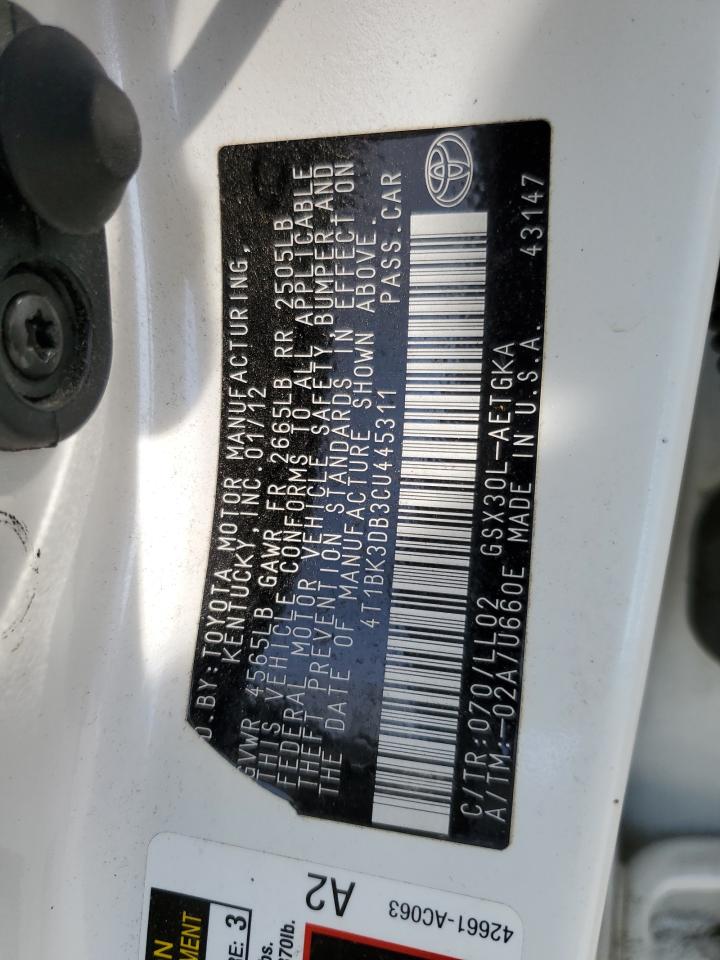 D.BY:TOYOTA MOTOR MANUFACTURING,
KENTUCKY, INC. 01/12
GVWR 4565LB GAWR FR 2665LB RR 2505LB
THIS VEHICLE CONFORMS TO ALL APPLICABLE
FEDERAL MOTOR VEHICLE SAFETY, BUMPER AND
THEFT PREVENTION STANDARDS IN EFFECT ON
THE DATE OF MANUFACTURE SHOWN ABOVE.
4T1BK3DB3CU445311 PASS.CAR
C/TR:070/LL02 GSX30L-AETGKA
A/TM:-02A/U660E MADE IN U.S.A. 43147
A2
42661-AC063
3
70lb.